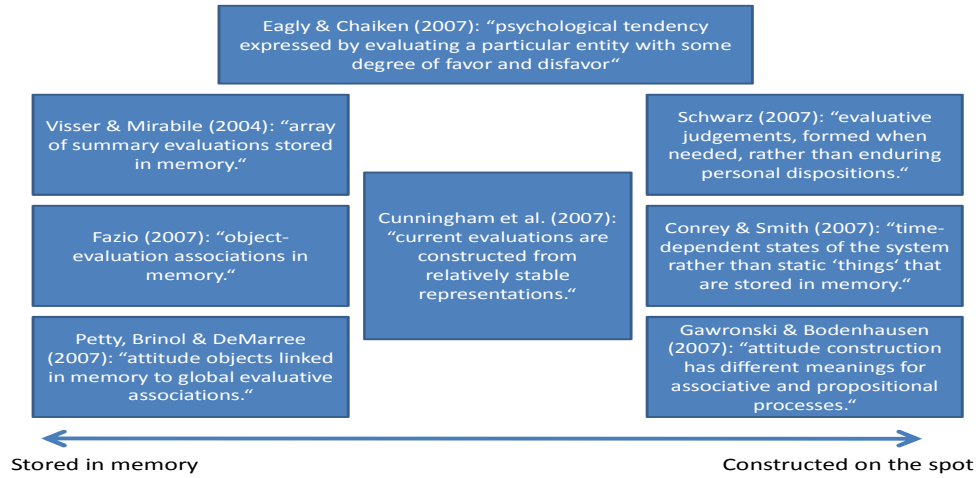 Eagly & Chaiken (2007): “psychological tendency
expressed by evaluating a particular entity with some
degree of favor and disfavor“
Visser & Mirabile (2004): “array
of summary evaluations stored
in memory.“
Fazio (2007): “object-
evaluation associations in
memory.“
Petty, Brinol & DeMarree
(2007): “attitude objects linked
in memory to global evaluative
associations.“
Cunningham et al. (2007):
“current evaluations are
constructed from
relatively stable
representations.“
Schwarz (2007): “evaluative
judgements, formed when
needed, rather than enduring
personal dispositions.“
Conrey & Smith (2007): “time-
dependent states of the system
rather than static ‘things‘ that
are stored in memory.“
Gawronski & Bodenhausen
(2007): “attitude construction
has different meanings for
associative and propositional
processes.“
Stored in memory
Constructed on the spot